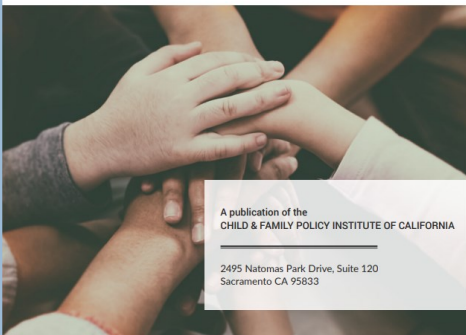 A publication of the
CHILD & FAMILY POLICY INSTITUTE OF CALIFORNIA
2495 Natomas Park Drive, Suite 120
Sacramento CA 95833